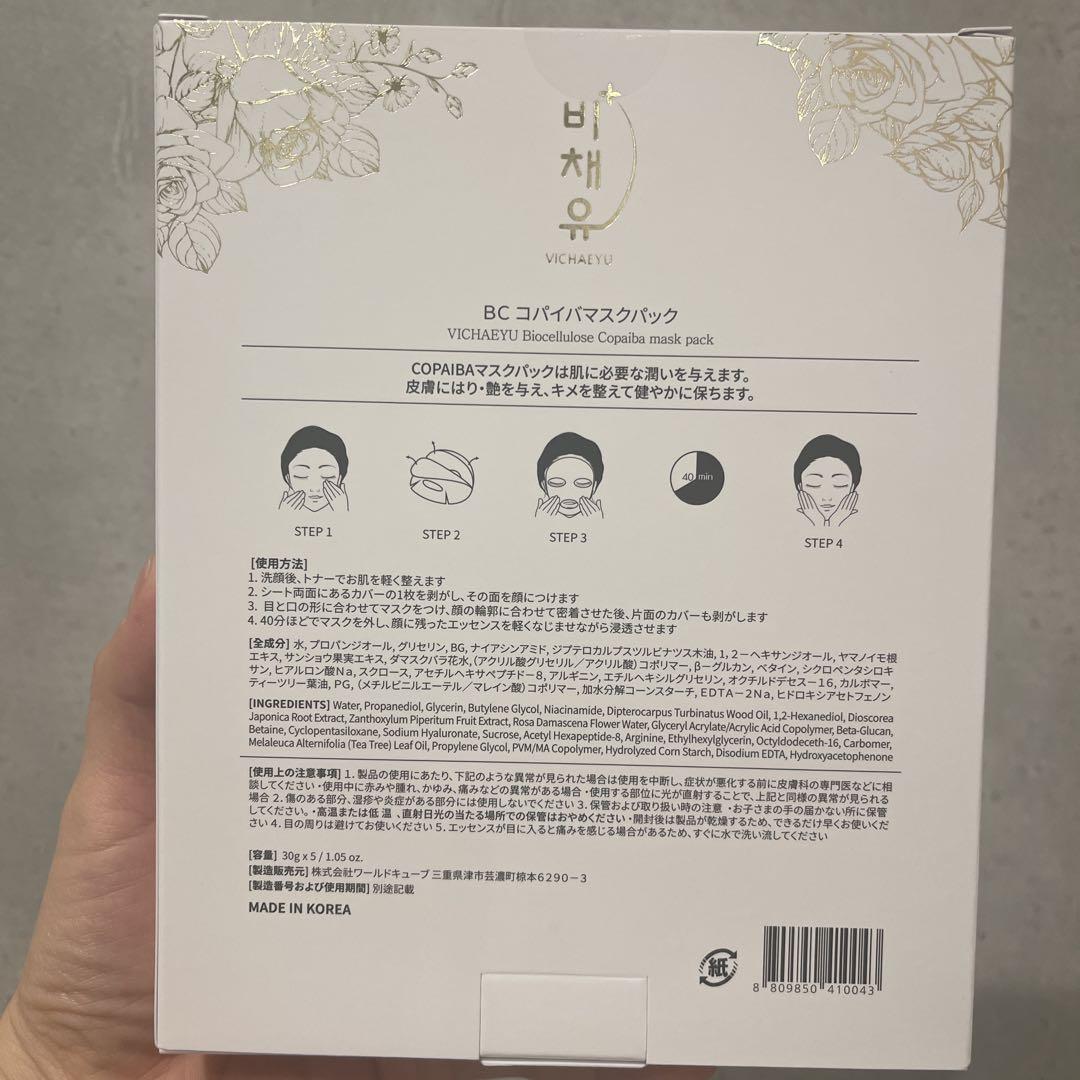 비
채
유
VICHAEYU
BC コパイバマスクパック
VICHAEYU Biocellulose Copaiba mask pack
COPAIBAマスクパックは肌に必要な潤いを与えます。
皮膚にはり・艶を与え、キメを整えて健やかに保ちます。
40 min
STEP 1
STEP 2
STEP 3
STEP 4
[使用方法]
1. 洗顔後、トナーでお肌を軽く整えます
2. シート両面にあるカバーの1枚を剥がし、その面を顔につけます
3. 目と口の形に合わせてマスクをつけ、顔の輪郭に合わせて密着させた後、片面のカバーも剥がします
4. 40分ほどでマスクを外し、顔に残ったエッセンスを軽くなじませながら浸透させます
[全成分] 水, プロパンジオール, グリセリン, BG, ナイアシンアミド, ジプテロカルプスツルビナツス木油, 1, 2－ヘキサンジオール, ヤマノイモ根
エキス, サンショウ果実エキス, ダマスクバラ花水, (アクリル酸グリセリル／アクリル酸) コポリマー, β－グルカン, ベタイン, シクロペンタシロキ
サン, ヒアルロン酸Na, スクロース, アセチルヘキサペプチド－8, アルギニン, エチルヘキシルグリセリン, オクチルドデセス－16, カルボマー,
ティーツリー葉油, PG, (メチルビニルエーテル／マレイン酸) コポリマー, 加水分解コーンスターチ, EDTA－2Na, ヒドロキシアセトフェノン
[INGREDIENTS] Water, Propanediol, Glycerin, Butylene Glycol, Niacinamide, Dipterocarpus Turbinatus Wood Oil, 1,2-Hexanediol, Dioscorea
Japonica Root Extract, Zanthoxylum Piperitum Fruit Extract, Rosa Damascena Flower Water, Glyceryl Acrylate/Acrylic Acid Copolymer, Beta-Glucan,
Betaine, Cyclopentasiloxane, Sodium Hyaluronate, Sucrose, Acetyl Hexapeptide-8, Arginine, Ethylhexylglycerin, Octyldodeceth-16, Carbomer,
Melaleuca Alternifolia (Tea Tree) Leaf Oil, Propylene Glycol, PVM/MA Copolymer, Hydrolyzed Corn Starch, Disodium EDTA, Hydroxyacetophenone
[使用上の注意事項] 1. 製品の使用にあたり、下記のような異常が見られた場合は使用を中断し、症状が悪化する前に皮膚科の専門医などに相
談してください ・使用中に赤みや腫れ、かゆみ、痛みなどの異常がある場合 ・使用する部位に光が直射することで、上記と同様の異常が見られる
場合 2. 傷のある部分、湿疹や炎症がある部分には使用しないでください 3. 保管および取り扱い時の注意 ・お子さまの手の届かない所に保管
してください。 ・高温または低温 、直射日光の当たる場所での保管はおやめください ・開封後は製品が乾燥するため、できるだけ早くお使いくだ
さい 4. 目の周りは避けてお使いください 5. エッセンスが目に入ると痛みを感じる場合があるため、すぐに水で洗い流してください
[容量] 30g x 5 / 1.05 oz.
[製造販売元] 株式会社ワールドキューブ 三重県津市芸濃町椋本6290－3
[製造番号および使用期間] 別途記載
MADE IN KOREA
紙
8 809850 410043